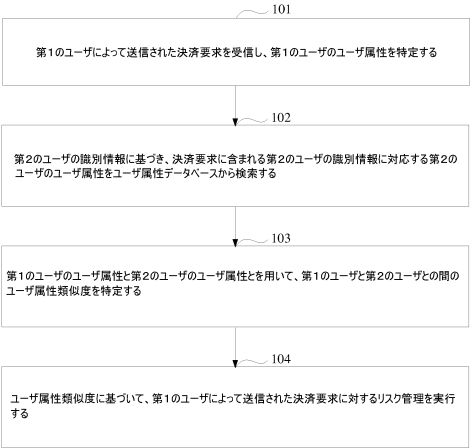 101
第1のユーザによって送信された決済要求を受信し、第1のユーザのユーザ属性を特定する
102
第2のユーザの識別情報に基づき、決済要求に含まれる第2のユーザの識別情報に対応する第2の
ユーザのユーザ属性をユーザ属性データベースから検索する
103
第1のユーザのユーザ属性と第2のユーザのユーザ属性とを用いて、第1のユーザと第2のユーザとの間の
ユーザ属性類似度を特定する
104
ユーザ属性類似度に基づいて、第1のユーザによって送信された決済要求に対するリスク管理を実行
する